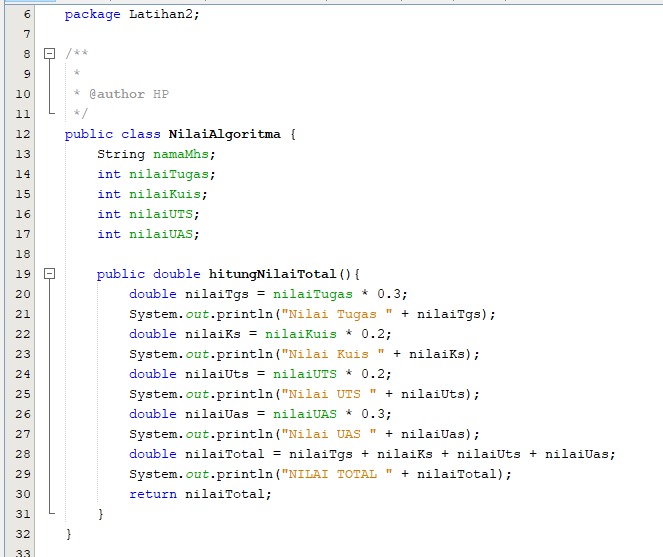 6 package Latihan2;
7
8 /**
9 *
10 * @author HP
11 */
12 public class NilaiAlgoritma {
13 String namaMhs;
14 int nilaiTugas;
15 int nilaiKuis;
16 int nilaiUTS;
17 int nilaiUAS;
18
19 public double hitungNilaiTotal(){
20 double nilaiTgs = nilaiTugas * 0.3;
21 System.out.println("Nilai Tugas " + nilaiTgs);
22 double nilaiKs = nilaiKuis * 0.2;
23 System.out.println("Nilai Kuis " + nilaiKs);
24 double nilaiUts = nilaiUTS * 0.2;
25 System.out.println("Nilai UTS " + nilaiUts);
26 double nilaiUas = nilaiUAS * 0.3;
27 System.out.println("Nilai UAS " + nilaiUas);
28 double nilaiTotal = nilaiTgs + nilaiKs + nilaiUts + nilaiUas;
29 System.out.println("NILAI TOTAL " + nilaiTotal);
30 return nilaiTotal;
31 }
32 }
33